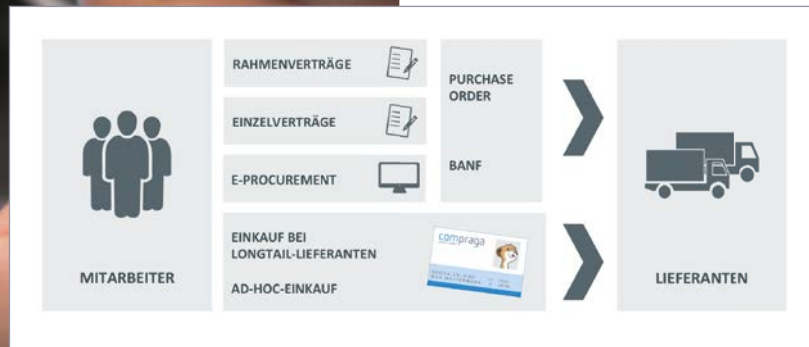 MITARBEITER
RAHMENVERTRÄGE
EINZELVERTRÄGE
E-PROCUREMENT
PURCHASE
ORDER
BANF
EINKAUF BEI
LONGTAIL-LIEFERANTEN
AD-HOC-EINKAUF
compraga
LIEFERANTEN